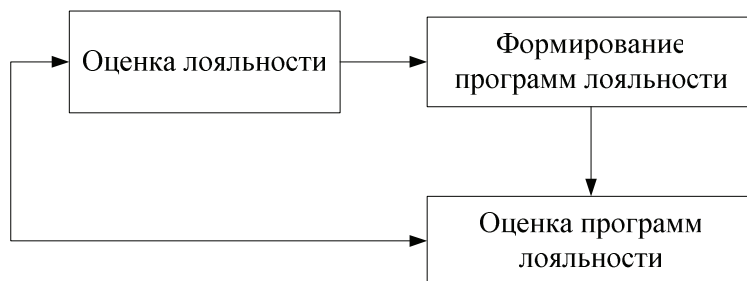 Оценка лояльности
Формирование
программ лояльности
Оценка программ
лояльности